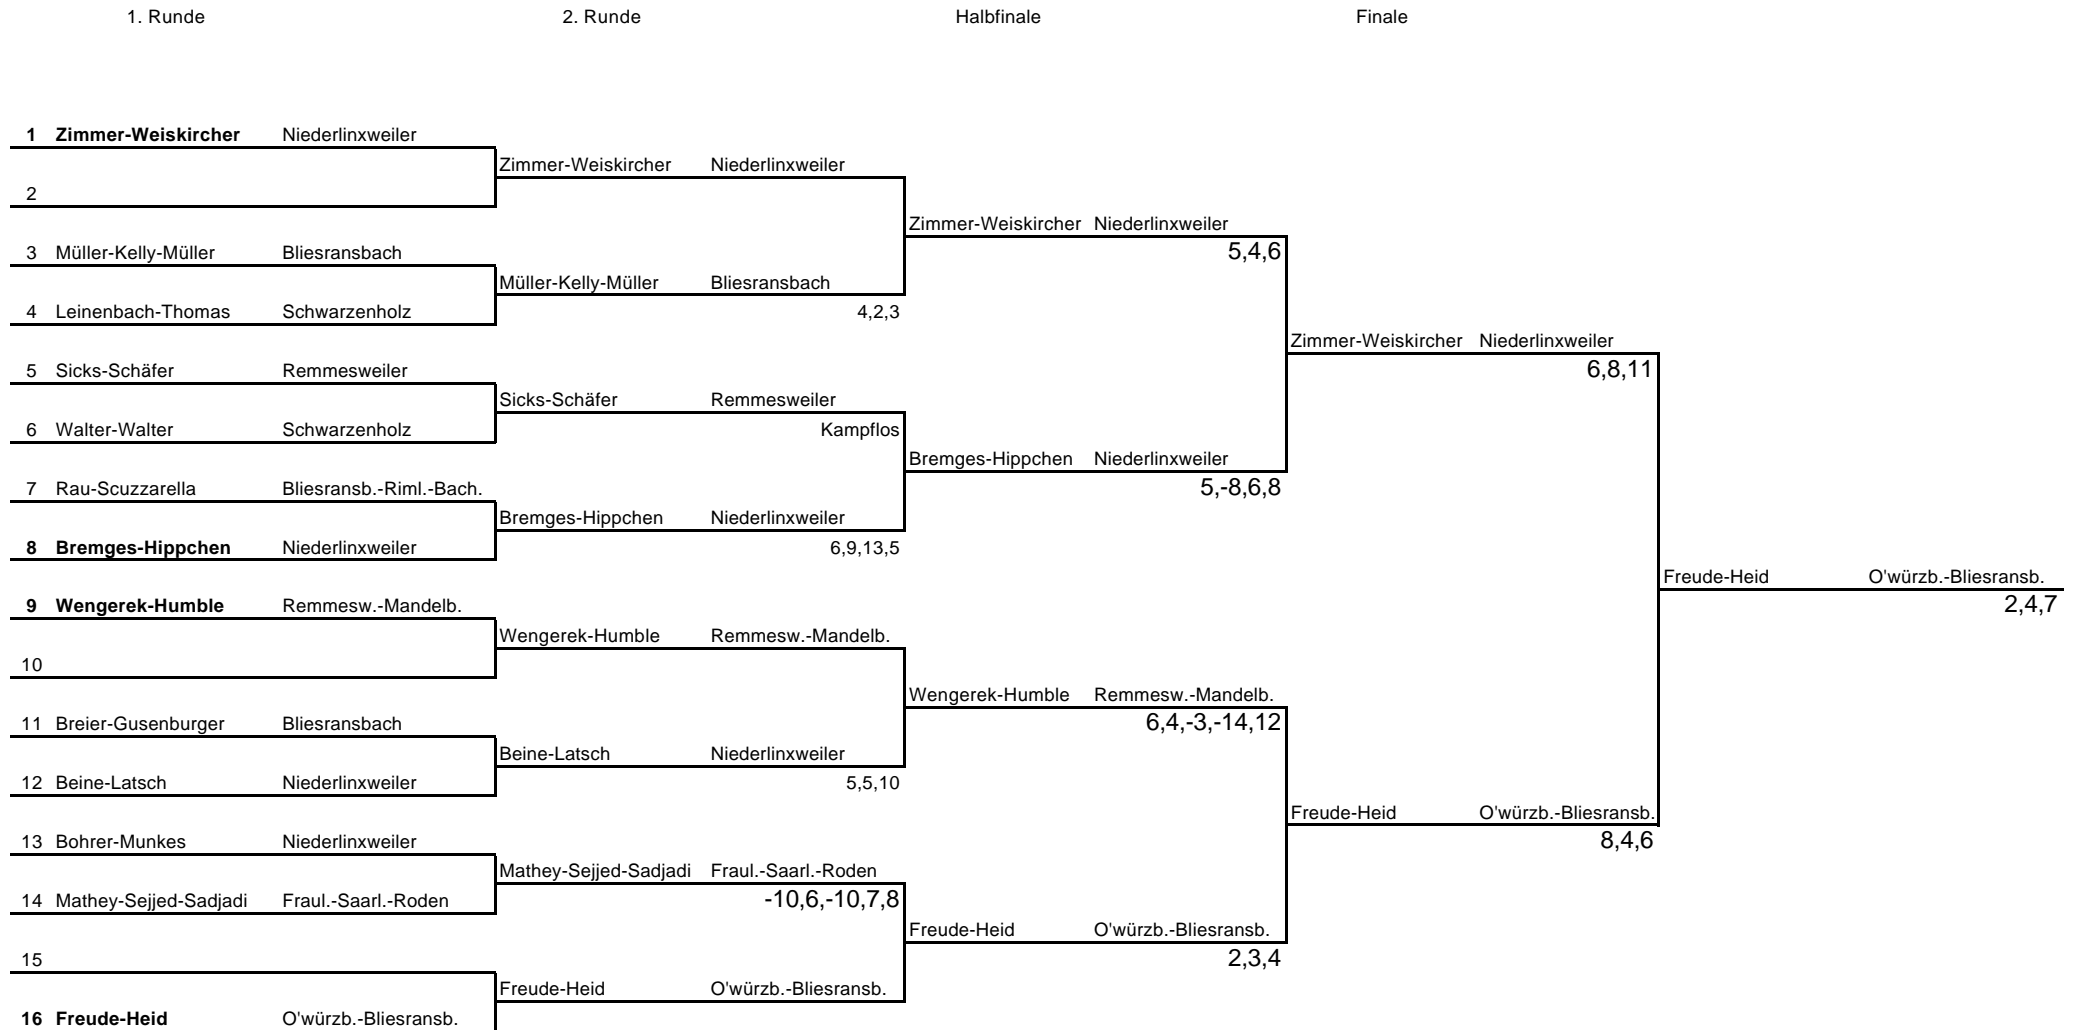 1. Runde 2. Runde Halbfinale Finale
1 Zimmer-Weiskircher Niederlinxweiler
Zimmer-Weiskircher Niederlinxweiler
2
Zimmer-Weiskircher Niederlinxweiler
3 Müller-Kelly-Müller Bliesransbach 5,4,6
Müller-Kelly-Müller Bliesransbach
4 Leinenbach-Thomas Schwarzenholz 4,2,3
Zimmer-Weiskircher Niederlinxweiler
5 Sicks-Schäfer Remmesweiler 6,8,11
Sicks-Schäfer Remmesweiler
6 Walter-Walter Schwarzenholz Kampflos
Bremges-Hippchen Niederlinxweiler
7 Rau-Scuzzarella Bliesransb.-Riml.-Bach. 5,-8,6,8
Bremges-Hippchen Niederlinxweiler
8 Bremges-Hippchen Niederlinxweiler 6,9,13,5
Freude-Heid O'würzb.-Bliesransb.
9 Wengerek-Humble Remmesw.-Mandelb. 2,4,7
Wengerek-Humble Remmesw.-Mandelb.
10
Wengerek-Humble Remmesw.-Mandelb.
11 Breier-Gusenburger Bliesransbach 6,4,-3,-14,12
Beine-Latsch Niederlinxweiler
12 Beine-Latsch Niederlinxweiler 5,5,10
Freude-Heid O'würzb.-Bliesransb.
13 Bohrer-Munkes Niederlinxweiler 8,4,6
Mathey-Sejjed-Sadjadi Fraul.-Saarl.-Roden
14 Mathey-Sejjed-Sadjadi Fraul.-Saarl.-Roden -10,6,-10,7,8
Freude-Heid O'würzb.-Bliesransb.
15 2,3,4
Freude-Heid O'würzb.-Bliesransb.
16 Freude-Heid O'würzb.-Bliesransb.